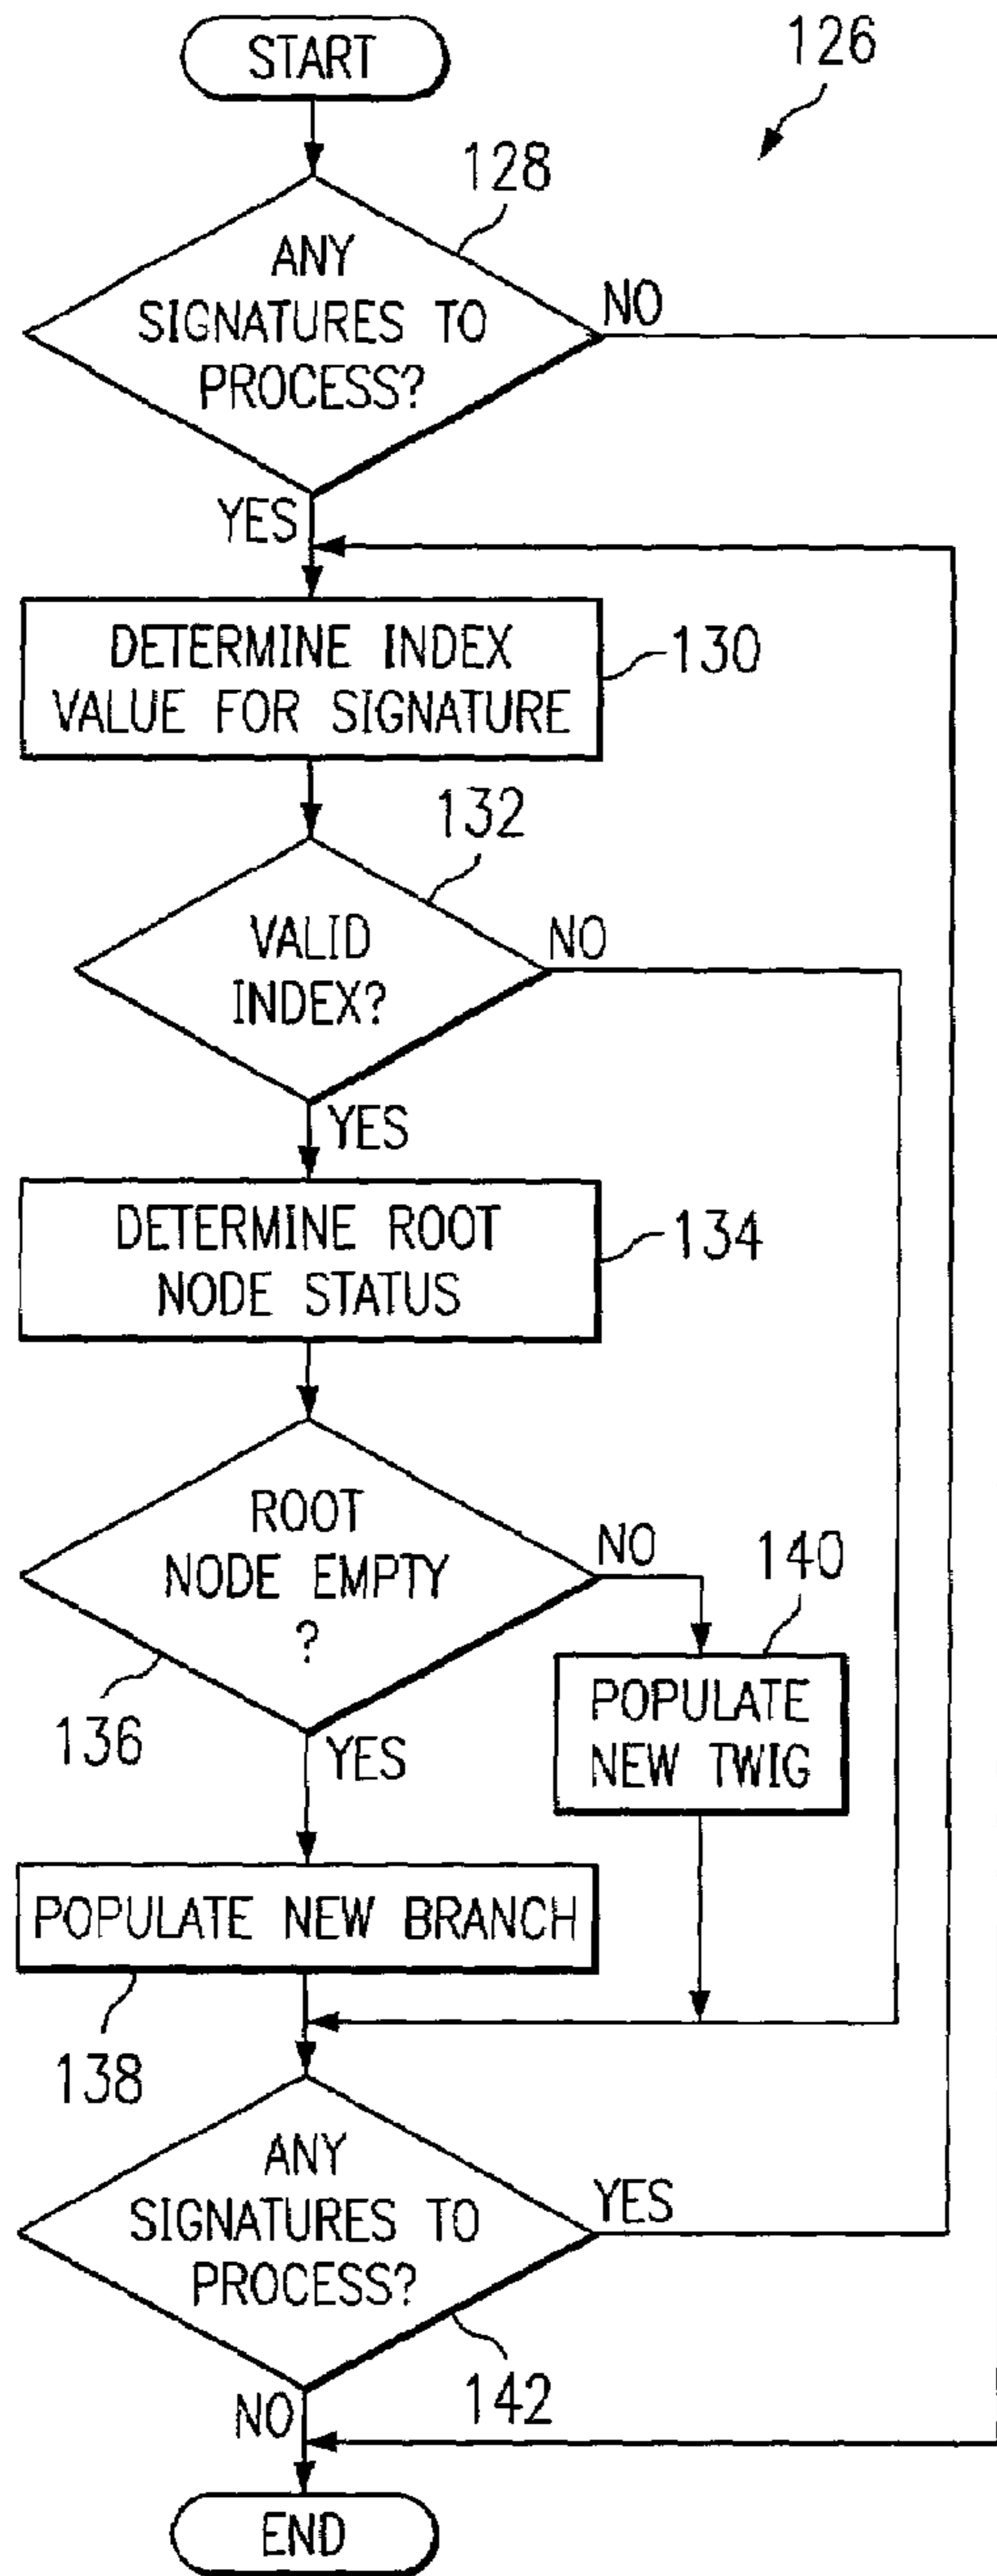 START
126
128
ANY
SIGNATURES TO
PROCESS?
NO
YES
DETERMINE INDEX
VALUE FOR SIGNATURE
130
132
VALID
INDEX?
NO
YES
DETERMINE ROOT
NODE STATUS
134
ROOT
NODE EMPTY
?
NO
140
136
YES
POPULATE
NEW TWIG
POPULATE NEW BRANCH
138
ANY
SIGNATURES TO
PROCESS?
YES
142
NO
END